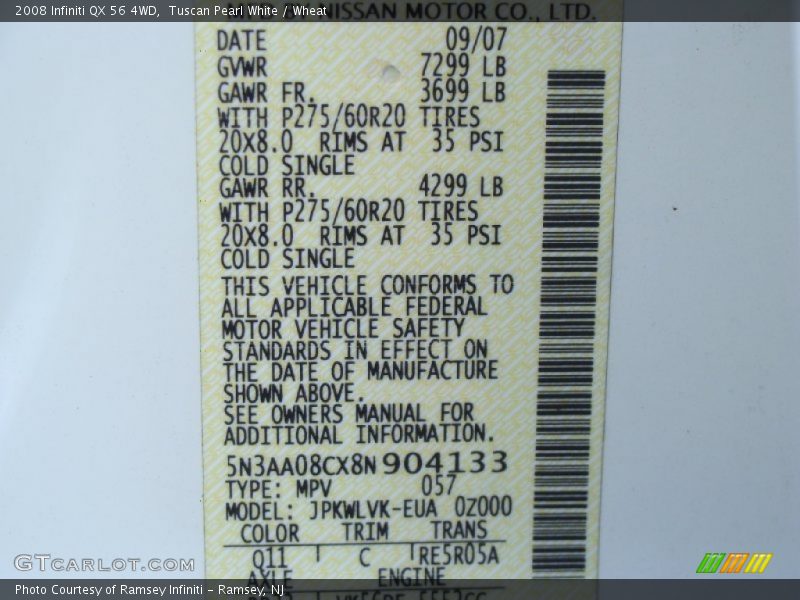 2008 Infiniti QX 56 4WD,  Tuscan Pearl White / Wheat
NISSAN MOTOR CO., LTD.
DATE 09/07
GVWR 7299 LB
GAWR FR. 3699 LB
WITH P275/60R20 TIRES
20X8.0 RIMS AT 35 PSI
COLD SINGLE
GAWR RR. 4299 LB
WITH P275/60R20 TIRES
20X8.0 RIMS AT 35 PSI
COLD SINGLE
THIS VEHICLE CONFORMS TO
ALL APPLICABLE FEDERAL
MOTOR VEHICLE SAFETY
STANDARDS IN EFFECT ON
THE DATE OF MANUFACTURE
SHOWN ABOVE.
SEE OWNERS MANUAL FOR
ADDITIONAL INFORMATION.
5N3AA08CX8N904133
TYPE: MPV 057
MODEL: JPKWLVK-EUA 0Z000
COLOR TRIM TRANS
Q11 C RE5R05A
AXLE ENGINE
GTCarlot.com
Photo Courtesy of Ramsey Infiniti - Ramsey, NJ